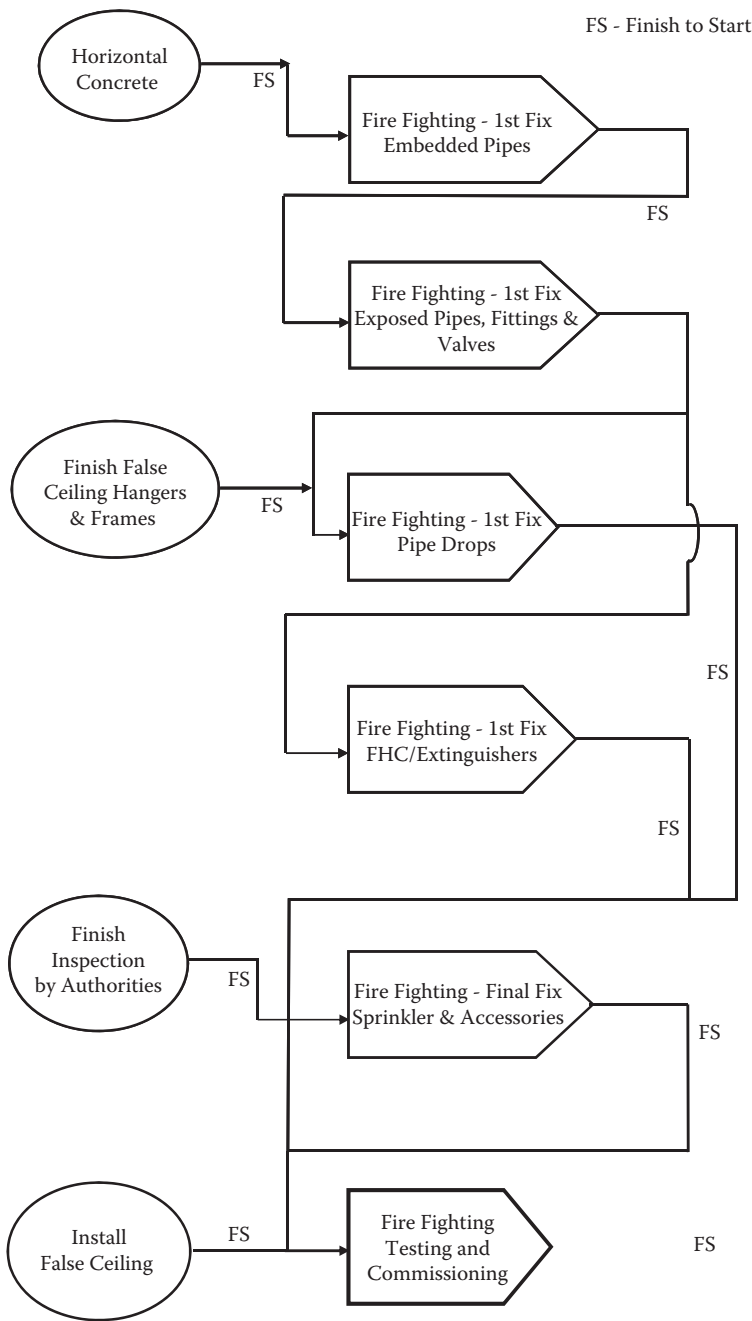 FS - Finish to Start
Horizontal
Concrete
FS
Fire Fighting - 1st Fix
Embedded Pipes
FS
Fire Fighting - 1st Fix
Exposed Pipes, Fittings &
Valves
Finish False
Ceiling Hangers
& Frames
FS
Fire Fighting - 1st Fix
Pipe Drops
FS
Fire Fighting - 1st Fix
FHC/Extinguishers
FS
Finish
Inspection
by Authorities
FS
Fire Fighting - Final Fix
Sprinkler & Accessories
FS
Install
False Ceiling
FS
Fire Fighting
Testing and
Commissioning
FS